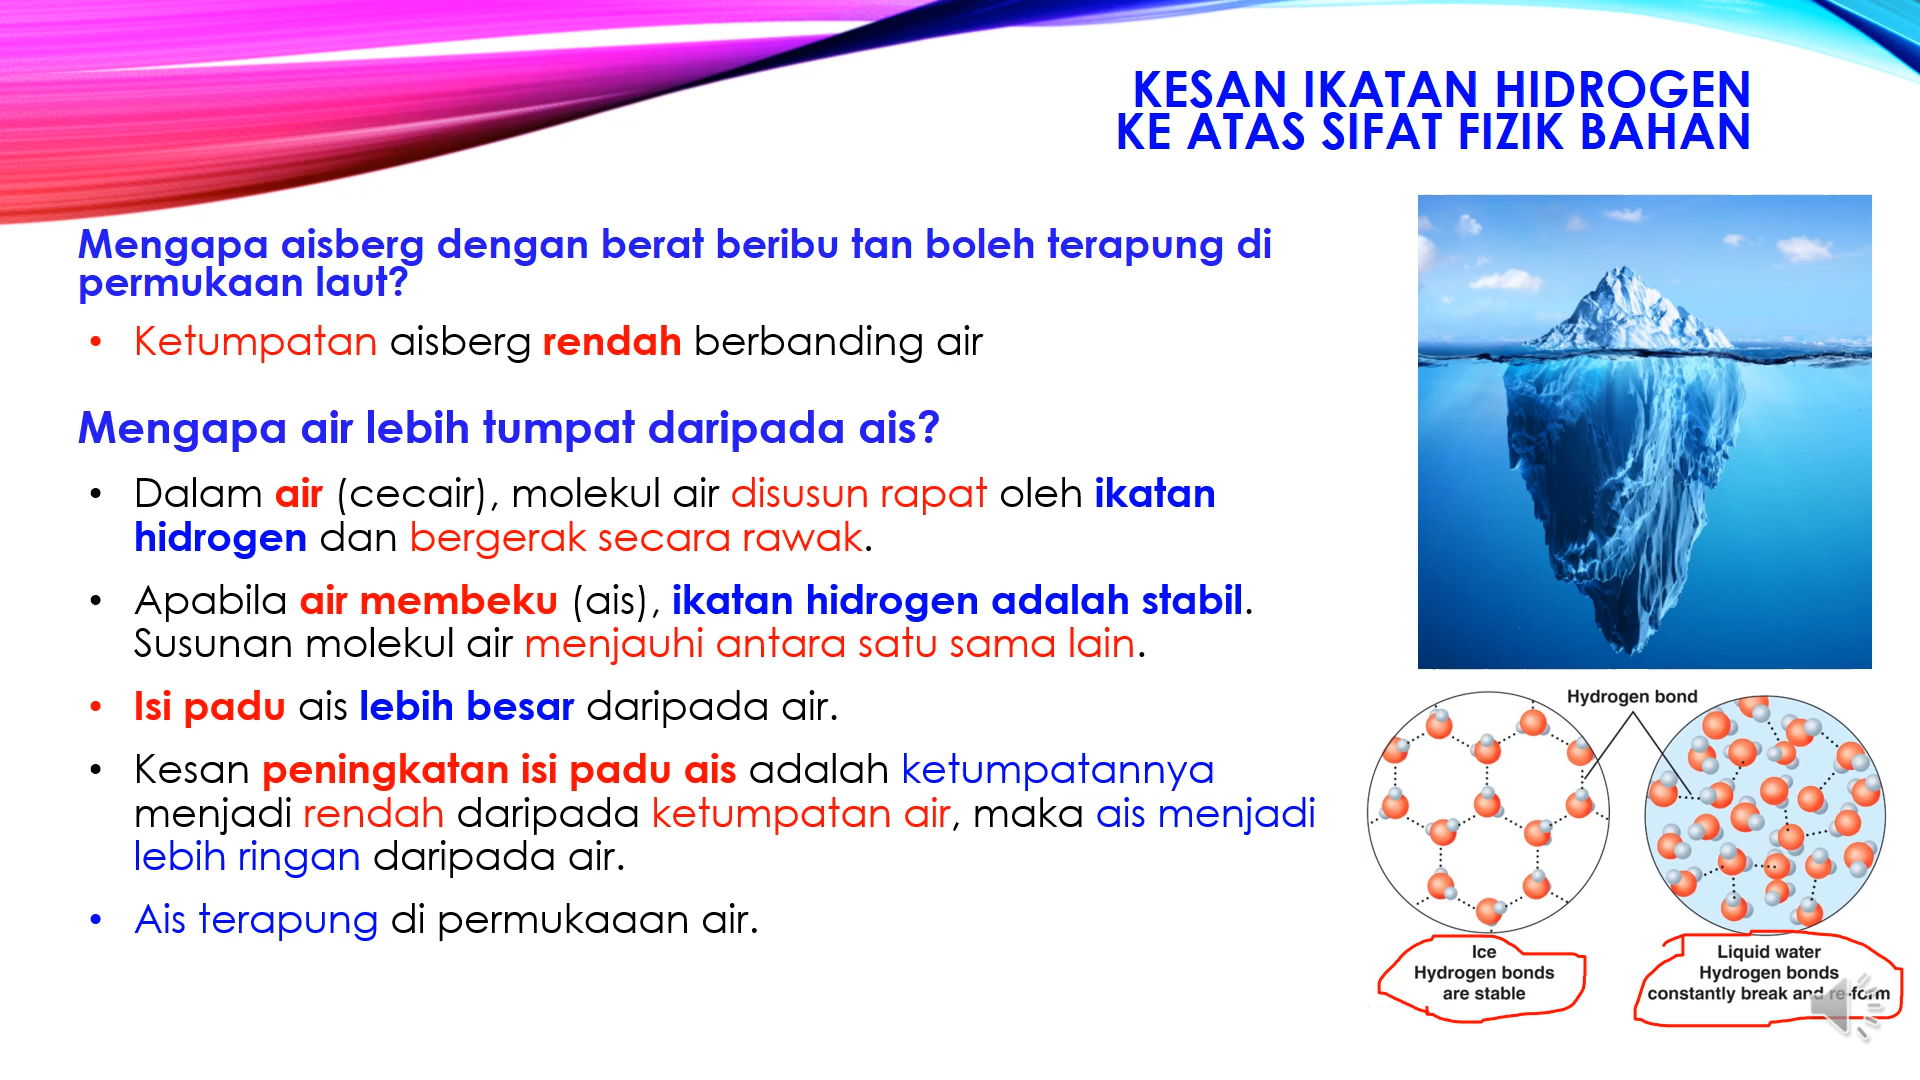 KESAN IKATAN HIDROGEN
KE ATAS SIFAT FIZIK BAHAN
Mengapa aisberg dengan berat beribu tan boleh terapung di
permukaan laut?
• Ketumpatan aisberg rendah berbanding air
Mengapa air lebih tumpat daripada ais?
• Dalam air (cecair), molekul air disusun rapat oleh ikatan
hidrogen dan bergerak secara rawak.
• Apabila air membeku (ais), ikatan hidrogen adalah stabil.
Susunan molekul air menjauhi antara satu sama lain.
• Isi padu ais lebih besar daripada air.
• Kesan peningkatan isi padu ais adalah ketumpatannya
menjadi rendah daripada ketumpatan air, maka ais menjadi
lebih ringan daripada air.
• Ais terapung di permukaaan air.
Hydrogen bond
Ice
Hydrogen bonds
are stable
Liquid water
Hydrogen bonds
constantly break and re-form